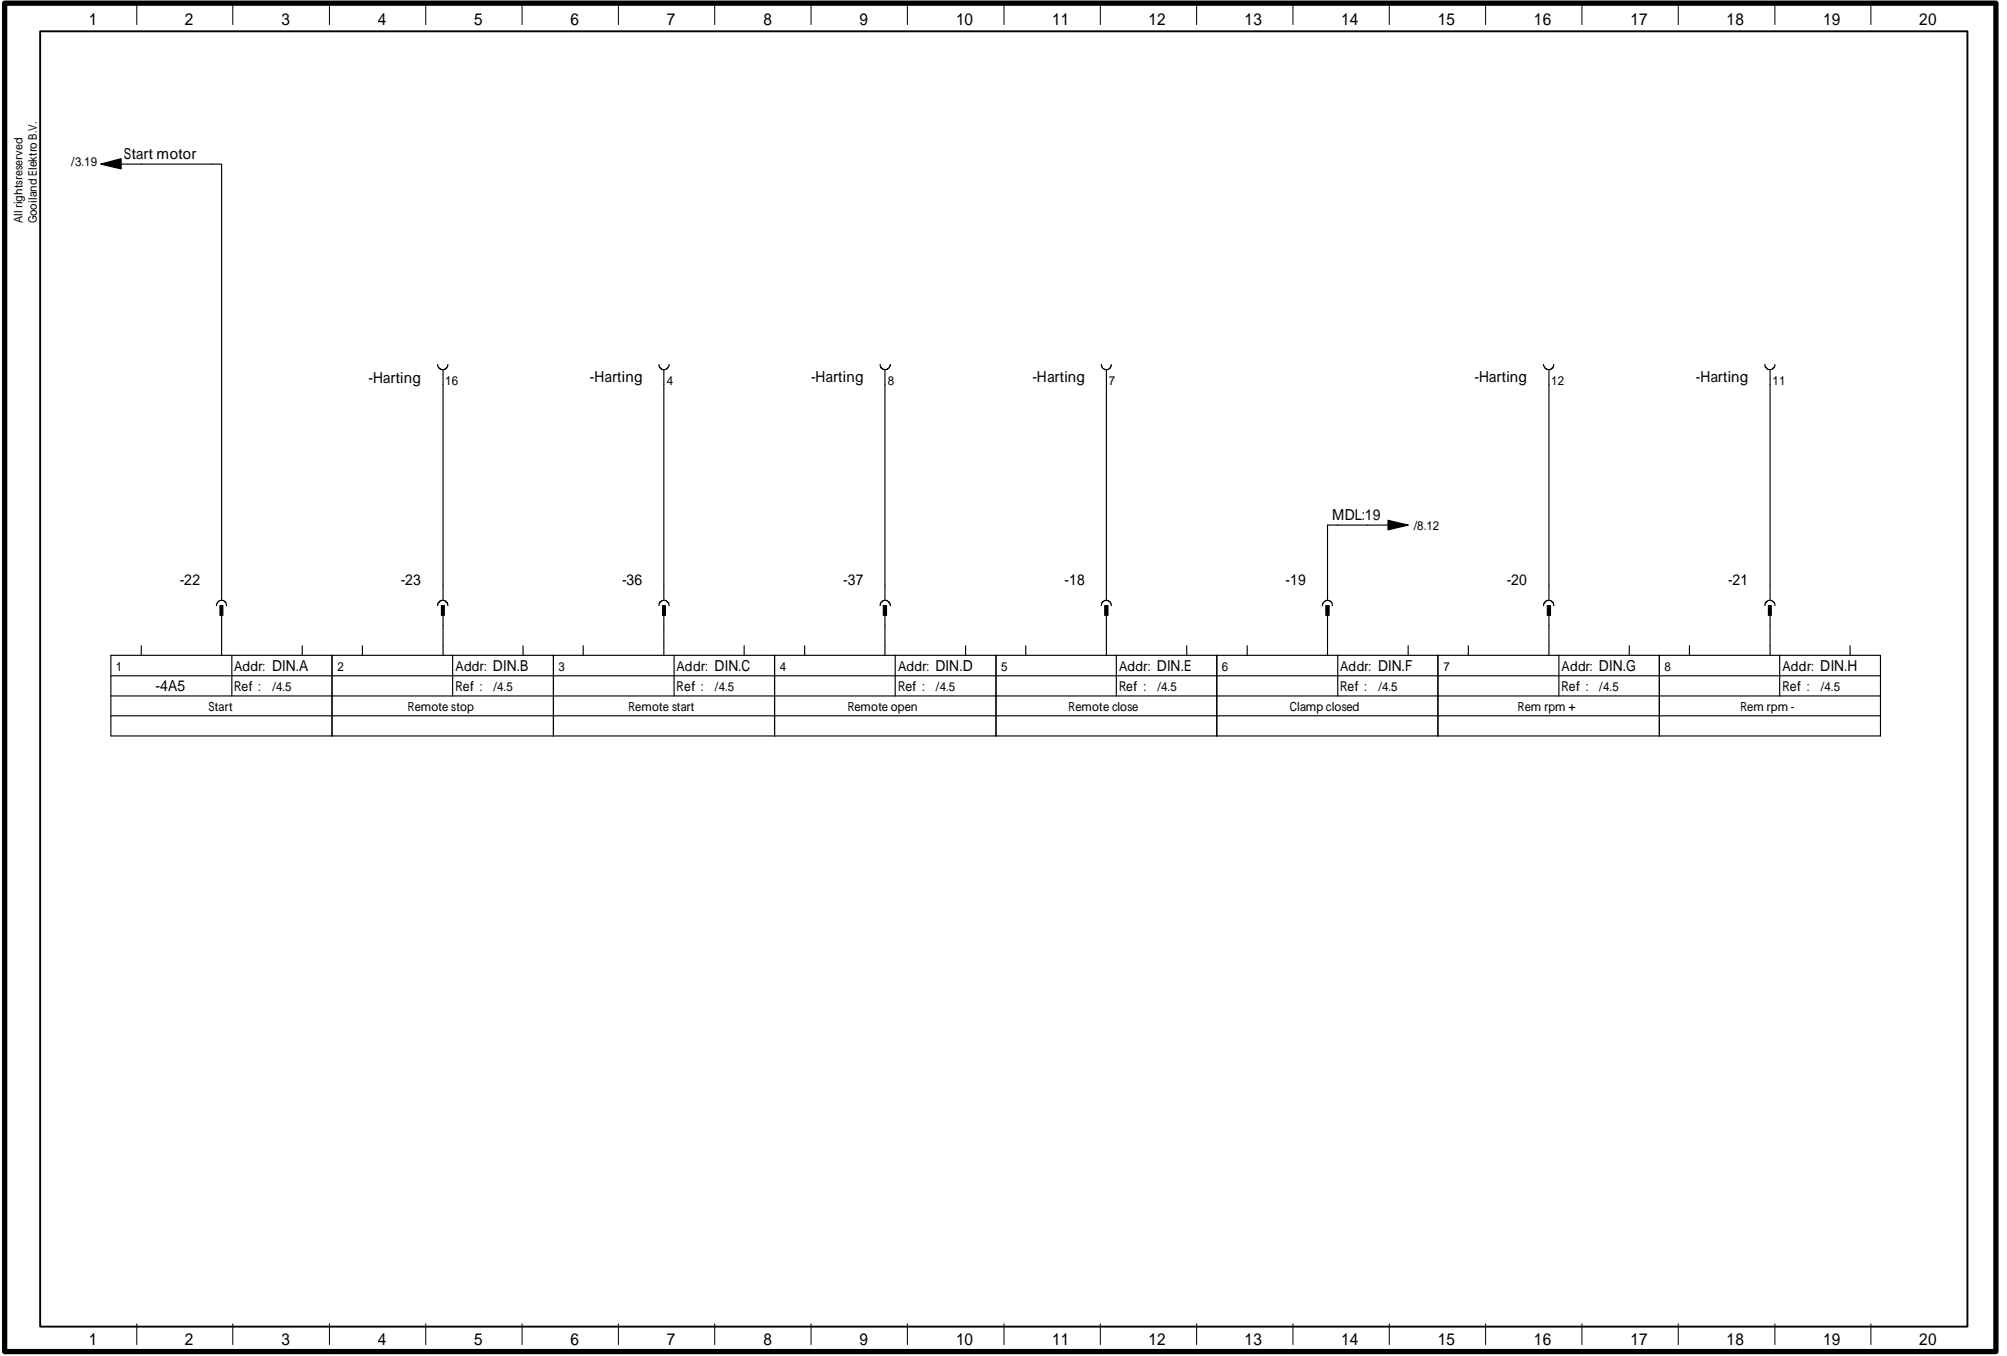 1 2 3 4 5 6 7 8 9 10 11 12 13 14 15 16 17 18 19 20
All rightsreserved
Gooiland Elektro B.V.
/3.19 Start motor
-Harting 16 -Harting 4 -Harting 8 -Harting 7 -Harting 12 -Harting 11
MDL:19 /8.12
-22 -23 -36 -37 -18 -19 -20 -21
1 Addr: DIN.A 2 Addr: DIN.B 3 Addr: DIN.C 4 Addr: DIN.D 5 Addr: DIN.E 6 Addr: DIN.F 7 Addr: DIN.G 8 Addr: DIN.H
-4A5 Ref : /4.5 Ref : /4.5 Ref : /4.5 Ref : /4.5 Ref : /4.5 Ref : /4.5 Ref : /4.5 Ref : /4.5
Start Remote stop Remote start Remote open Remote close Clamp closed Rem rpm + Rem rpm -
1 2 3 4 5 6 7 8 9 10 11 12 13 14 15 16 17 18 19 20